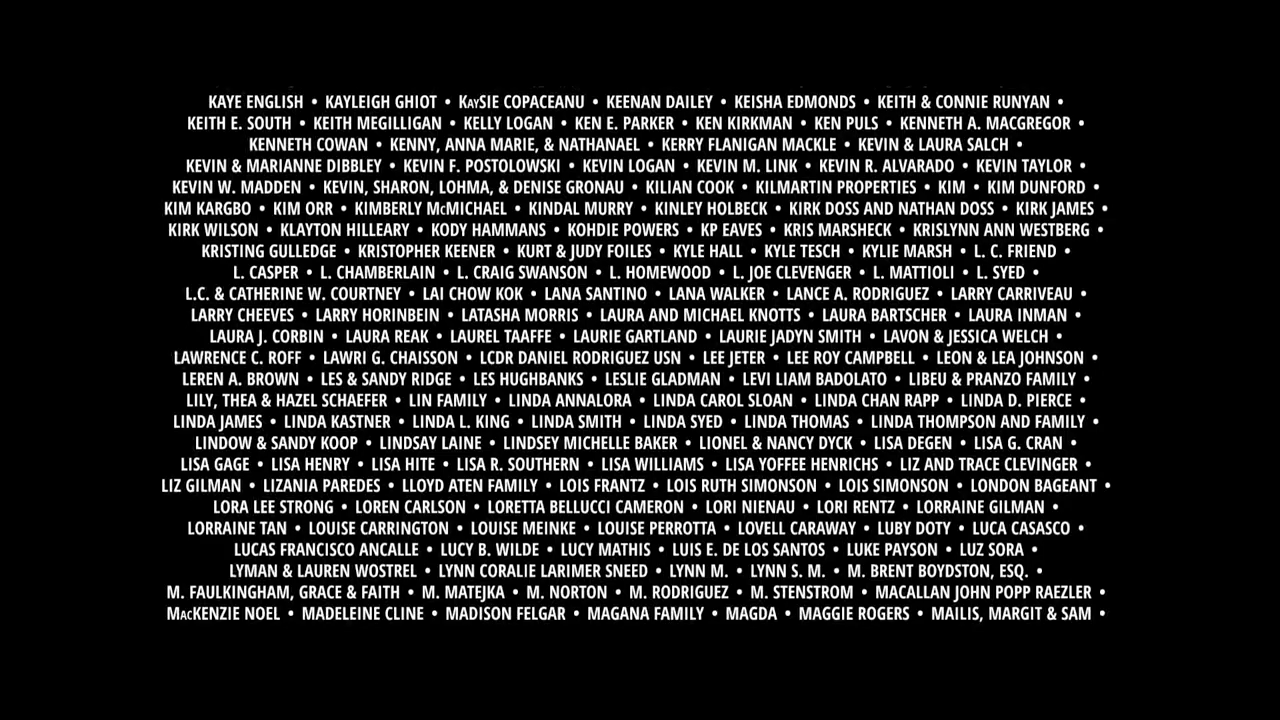 KAYE ENGLISH • KAYLEIGH GHIOT • KAYSIE COPACEANU • KEENAN DAILEY • KEISHA EDMONDS • KEITH & CONNIE RUNYAN •
KEITH E. SOUTH • KEITH MEGILLIGAN • KELLY LOGAN • KEN E. PARKER • KEN KIRKMAN • KEN PULS • KENNETH A. MACGREGOR •
KENNETH COWAN • KENNY, ANNA MARIE, & NATHANAEL • KERRY FLANIGAN MACKLE • KEVIN & LAURA SALCH •
KEVIN & MARIANNE DIBBLEY • KEVIN F. POSTOLOWSKI • KEVIN LOGAN • KEVIN M. LINK • KEVIN R. ALVARADO • KEVIN TAYLOR •
KEVIN W. MADDEN • KEVIN, SHARON, LOHMA, & DENISE GRONAU • KILIAN COOK • KILMARTIN PROPERTIES • KIM • KIM DUNFORD •
KIM KARGBO • KIM ORR • KIMBERLY McMICHAEL • KINDAL MURRY • KINLEY HOLBECK • KIRK DOSS AND NATHAN DOSS • KIRK JAMES •
KIRK WILSON • KLAYTON HILLEARY • KODY HAMMANS • KOHDIE POWERS • KP EAVES • KRIS MARSHECK • KRISLYNN ANN WESTBERG •
KRISTING GULLEDGE • KRISTOPHER KEENER • KURT & JUDY FOILES • KYLE HALL • KYLE TESCH • KYLIE MARSH • L. C. FRIEND •
L. CASPER • L. CHAMBERLAIN • L. CRAIG SWANSON • L. HOMEWOOD • L. JOE CLEVENGER • L. MATTIOLI • L. SYED •
L.C. & CATHERINE W. COURTNEY • LAI CHOW KOK • LANA SANTINO • LANA WALKER • LANCE A. RODRIGUEZ • LARRY CARRIVEAU •
LARRY CHEEVES • LARRY HORINBEIN • LATASHA MORRIS • LAURA AND MICHAEL KNOTTS • LAURA BARTSCHER • LAURA INMAN •
LAURA J. CORBIN • LAURA REAK • LAUREL TAAFFE • LAURIE GARTLAND • LAURIE JADYN SMITH • LAVON & JESSICA WELCH •
LAWRENCE C. ROFF • LAWRI G. CHAISSON • LCDR DANIEL RODRIGUEZ USN • LEE JETER • LEE ROY CAMPBELL • LEON & LEA JOHNSON •
LEREN A. BROWN • LES & SANDY RIDGE • LES HUGHBANKS • LESLIE GLADMAN • LEVI LIAM BADOLATO • LIBEU & PRANZO FAMILY •
LILY, THEA & HAZEL SCHAEFER • LIN FAMILY • LINDA ANNALORA • LINDA CAROL SLOAN • LINDA CHAN RAPP • LINDA D. PIERCE •
LINDA JAMES • LINDA KASTNER • LINDA L. KING • LINDA SMITH • LINDA SYED • LINDA THOMAS • LINDA THOMPSON AND FAMILY •
LINDOW & SANDY KOOP • LINDSAY LAINE • LINDSEY MICHELLE BAKER • LIONEL & NANCY DYCK • LISA DEGEN • LISA G. CRAN •
LISA GAGE • LISA HENRY • LISA HITE • LISA R. SOUTHERN • LISA WILLIAMS • LISA YOFFEE HENRICHS • LIZ AND TRACE CLEVINGER •
LIZ GILMAN • LIZANIA PAREDES • LLOYD ATEN FAMILY • LOIS FRANTZ • LOIS RUTH SIMONSON • LOIS SIMONSON • LONDON BAGEANT •
LORA LEE STRONG • LOREN CARLSON • LORETTA BELLUCCI CAMERON • LORI NIENAU • LORI RENTZ • LORRAINE GILMAN •
LORRAINE TAN • LOUISE CARRINGTON • LOUISE MEINKE • LOUISE PERROTTA • LOVELL CARAWAY • LUBY DOTY • LUCA CASASCO •
LUCAS FRANCISCO ANCALLE • LUCY B. WILDE • LUCY MATHIS • LUIS E. DE LOS SANTOS • LUKE PAYSON • LUZ SORA •
LYMAN & LAUREN WOSTREL • LYNN CORALIE LARIMER SNEED • LYNN M. • LYNN S. M. • M. BRENT BOYDSTON, ESQ. •
M. FAULKINGHAM, GRACE & FAITH • M. MATEJKA • M. NORTON • M. RODRIGUEZ • M. STENSTROM • MACALLAN JOHN POPP RAEZLER •
MACKENZIE NOEL • MADELEINE CLINE • MADISON FELGAR • MAGANA FAMILY • MAGDA • MAGGIE ROGERS • MAILIS, MARGIT & SAM •